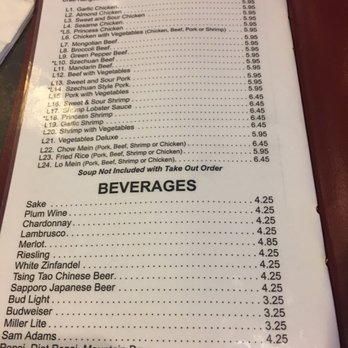 L1. Garlic Chicken 5.95
L2. Almond Chicken 5.95
L3. Sweet and Sour Chicken 5.95
L4. Sesame Chicken 5.95
*L5. Princess Chicken 5.95
L6. Chicken with Vegetables (Chicken, Beef, Pork or Shrimp) 5.95
L7. Mongolian Beef 5.95
L8. Broccoli Beef 5.95
L9. Green Pepper Beef 5.95
*L10. Szechuan Beef 5.95
L11. Mandarin Beef 5.95
L12. Beef with Vegetables 5.95
L13. Sweet and Sour Pork 5.95
*L14. Szechuan Style Pork 5.95
L15. Pork with Vegetables 5.95
L16. Sweet & Sour Shrimp 6.45
L17. Shrimp Lobster Sauce 6.45
*L18. Princess Shrimp 6.45
L19. Garlic Shrimp 6.45
L20. Shrimp with Vegetables 6.45
L21. Vegetables Deluxe 5.95
L22. Chow Mein (Pork, Beef, Shrimp or Chicken) 6.45
L23. Fried Rice (Pork, Beef, Shrimp, or Chicken) 6.45
L24. Lo Mein (Pork, Beef, Shrimp or Chicken) 6.45
Soup Not Included with Take Out Order
BEVERAGES
Sake 4.25
Plum Wine 4.25
Chardonnay 4.25
Lambrusco 4.25
Merlot 4.85
Riesling 4.25
White Zinfandel 4.25
Tsing Tao Chinese Beer 4.25
Sapporo Japanese Beer 4.25
Bud Light 3.25
Budweiser 3.25
Miller Lite 3.25
Sam Adams 4.25